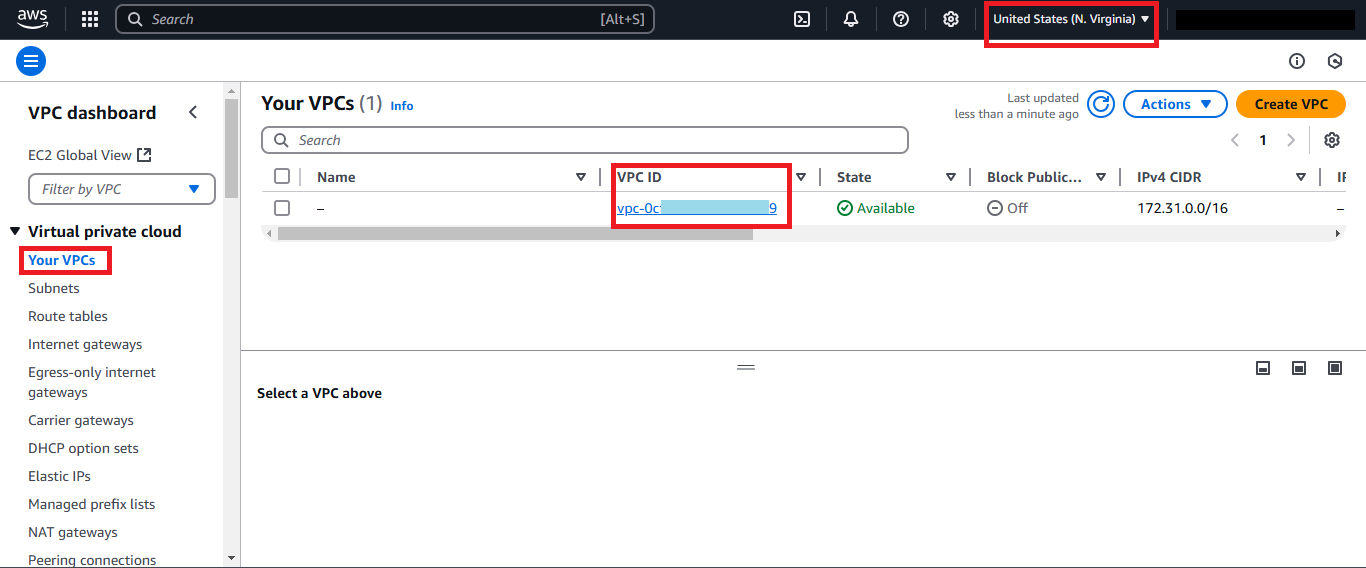 aws Search [Alt+S] United States (N. Virginia)
VPC dashboard
EC2 Global View
Filter by VPC
Virtual private cloud
Your VPCs
Subnets
Route tables
Internet gateways
Egress-only internet
gateways
Carrier gateways
DHCP option sets
Elastic IPs
Managed prefix lists
NAT gateways
Peering connections
Your VPCs (1) Info
Last updated
less than a minute ago
Actions
Create VPC
Search
1
Name VPC ID State Block Public... IPv4 CIDR
– vpc-0c 9 Available Off 172.31.0.0/16 –
Select a VPC above